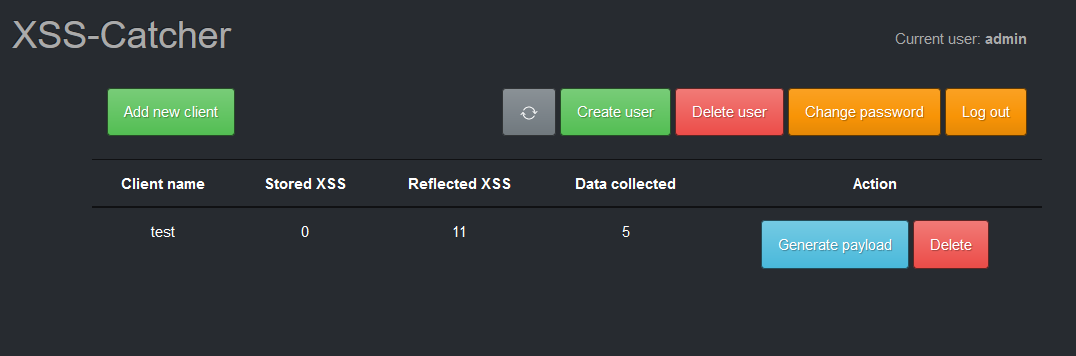 XSS-Catcher
Current user: admin
Add new client
Create user
Delete user
Change password
Log out
Client name Stored XSS Reflected XSS Data collected Action
test 0 11 5 Generate payload Delete